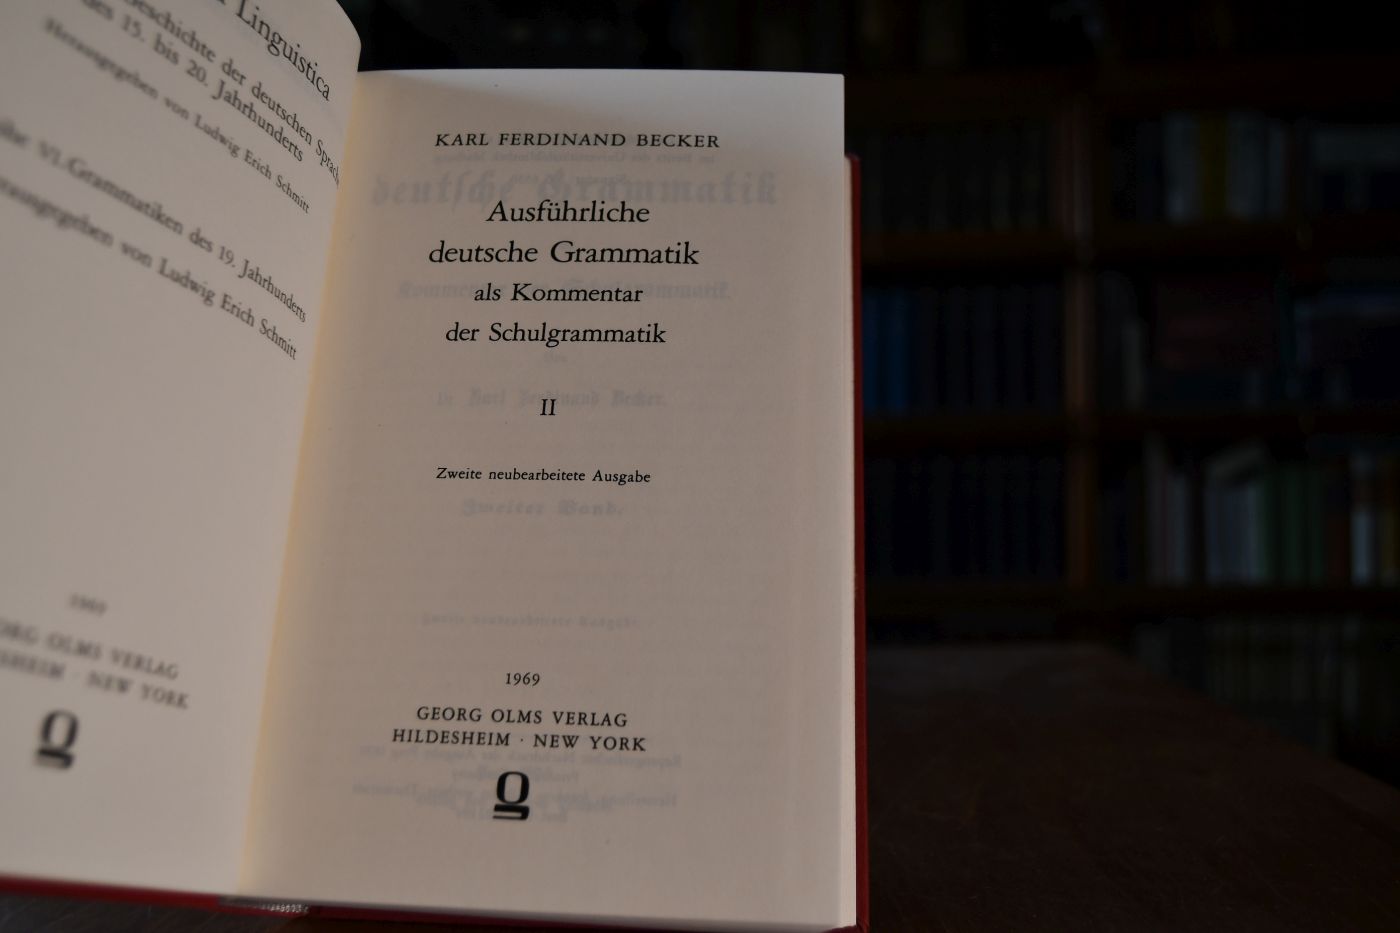 Linguistica
Geschichte der deutschen Sprache
des 15. bis 20. Jahrhunderts
Herausgegeben von Ludwig Erich Schmitt
VI. Grammatiken des 19. Jahrhunderts
herausgegeben von Ludwig Erich Schmitt
1969
OLMS VERLAG
NEW YORK
KARL FERDINAND BECKER
Ausführliche
deutsche Grammatik
als Kommentar
der Schulgrammatik
II
Zweite neubearbeitete Ausgabe
1969
GEORG OLMS VERLAG
HILDESHEIM · NEW YORK